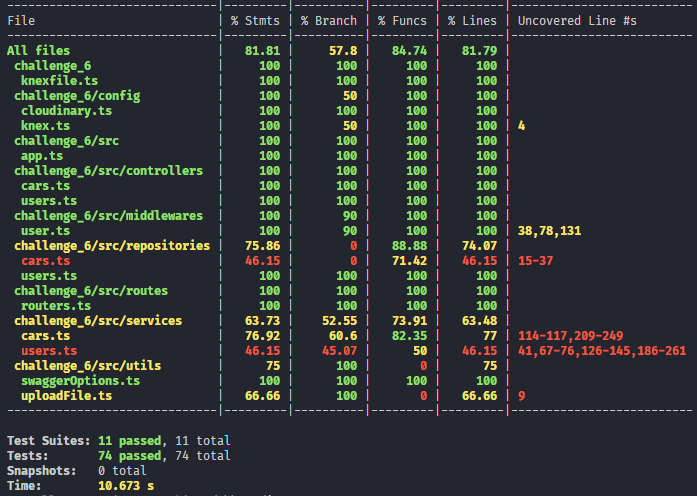 ---------------------------|---------|----------|---------|---------|-----------------------
File                       | % Stmts | % Branch | % Funcs | % Lines | Uncovered Line #s
---------------------------|---------|----------|---------|---------|-----------------------
All files                  |   81.81 |     57.8 |   84.74 |   81.79 |
 challenge_6               |     100 |      100 |     100 |     100 |
  knexfile.ts              |     100 |      100 |     100 |     100 |
 challenge_6/config        |     100 |       50 |     100 |     100 |
  cloudinary.ts            |     100 |      100 |     100 |     100 |
  knex.ts                  |     100 |       50 |     100 |     100 | 4
 challenge_6/src           |     100 |      100 |     100 |     100 |
  app.ts                   |     100 |      100 |     100 |     100 |
 challenge_6/src/controllers |     100 |      100 |     100 |     100 |
  cars.ts                  |     100 |      100 |     100 |     100 |
  users.ts                 |     100 |      100 |     100 |     100 |
 challenge_6/src/middlewares |     100 |       90 |     100 |     100 |
  user.ts                  |     100 |       90 |     100 |     100 | 38,78,131
 challenge_6/src/repositories |   75.86 |        0 |   88.88 |   74.07 |
  cars.ts                  |   46.15 |        0 |   71.42 |   46.15 | 15-37
  users.ts                 |     100 |      100 |     100 |     100 |
 challenge_6/src/routes    |     100 |      100 |     100 |     100 |
  routers.ts               |     100 |      100 |     100 |     100 |
 challenge_6/src/services  |   63.73 |    52.55 |   73.91 |   63.48 |
  cars.ts                  |   76.92 |     60.6 |   82.35 |      77 | 114-117,209-249
  users.ts                 |   46.15 |    45.07 |      50 |   46.15 | 41,67-76,126-145,186-261
 challenge_6/src/utils     |      75 |      100 |       0 |      75 |
  swaggerOptions.ts        |     100 |      100 |     100 |     100 |
  uploadFile.ts            |   66.66 |      100 |       0 |   66.66 | 9
---------------------------|---------|----------|---------|---------|-----------------------
Test Suites: 11 passed, 11 total
Tests:       74 passed, 74 total
Snapshots:   0 total
Time:        10.673 s